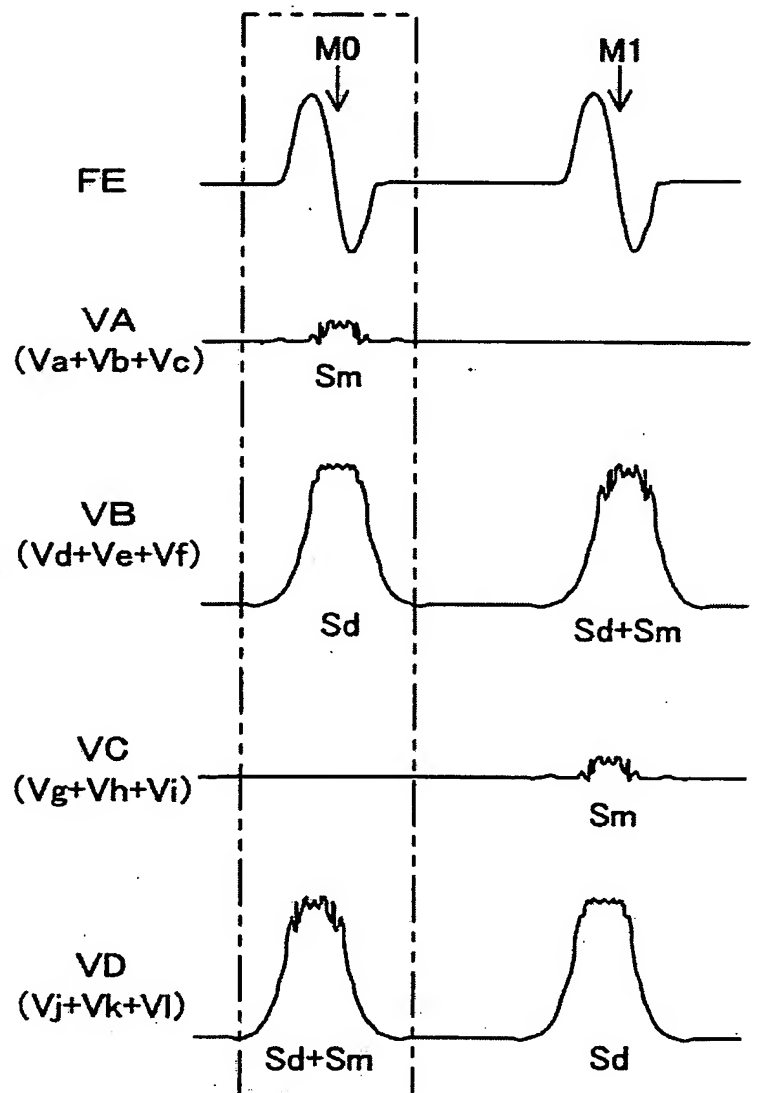 M0 M1
FE
VA
(Va+Vb+Vc)
Sm
VB
(Vd+Ve+Vf)
Sd Sd+Sm
VC
(Vg+Vh+Vi)
Sm
VD
(Vj+Vk+Vl)
Sd+Sm Sd